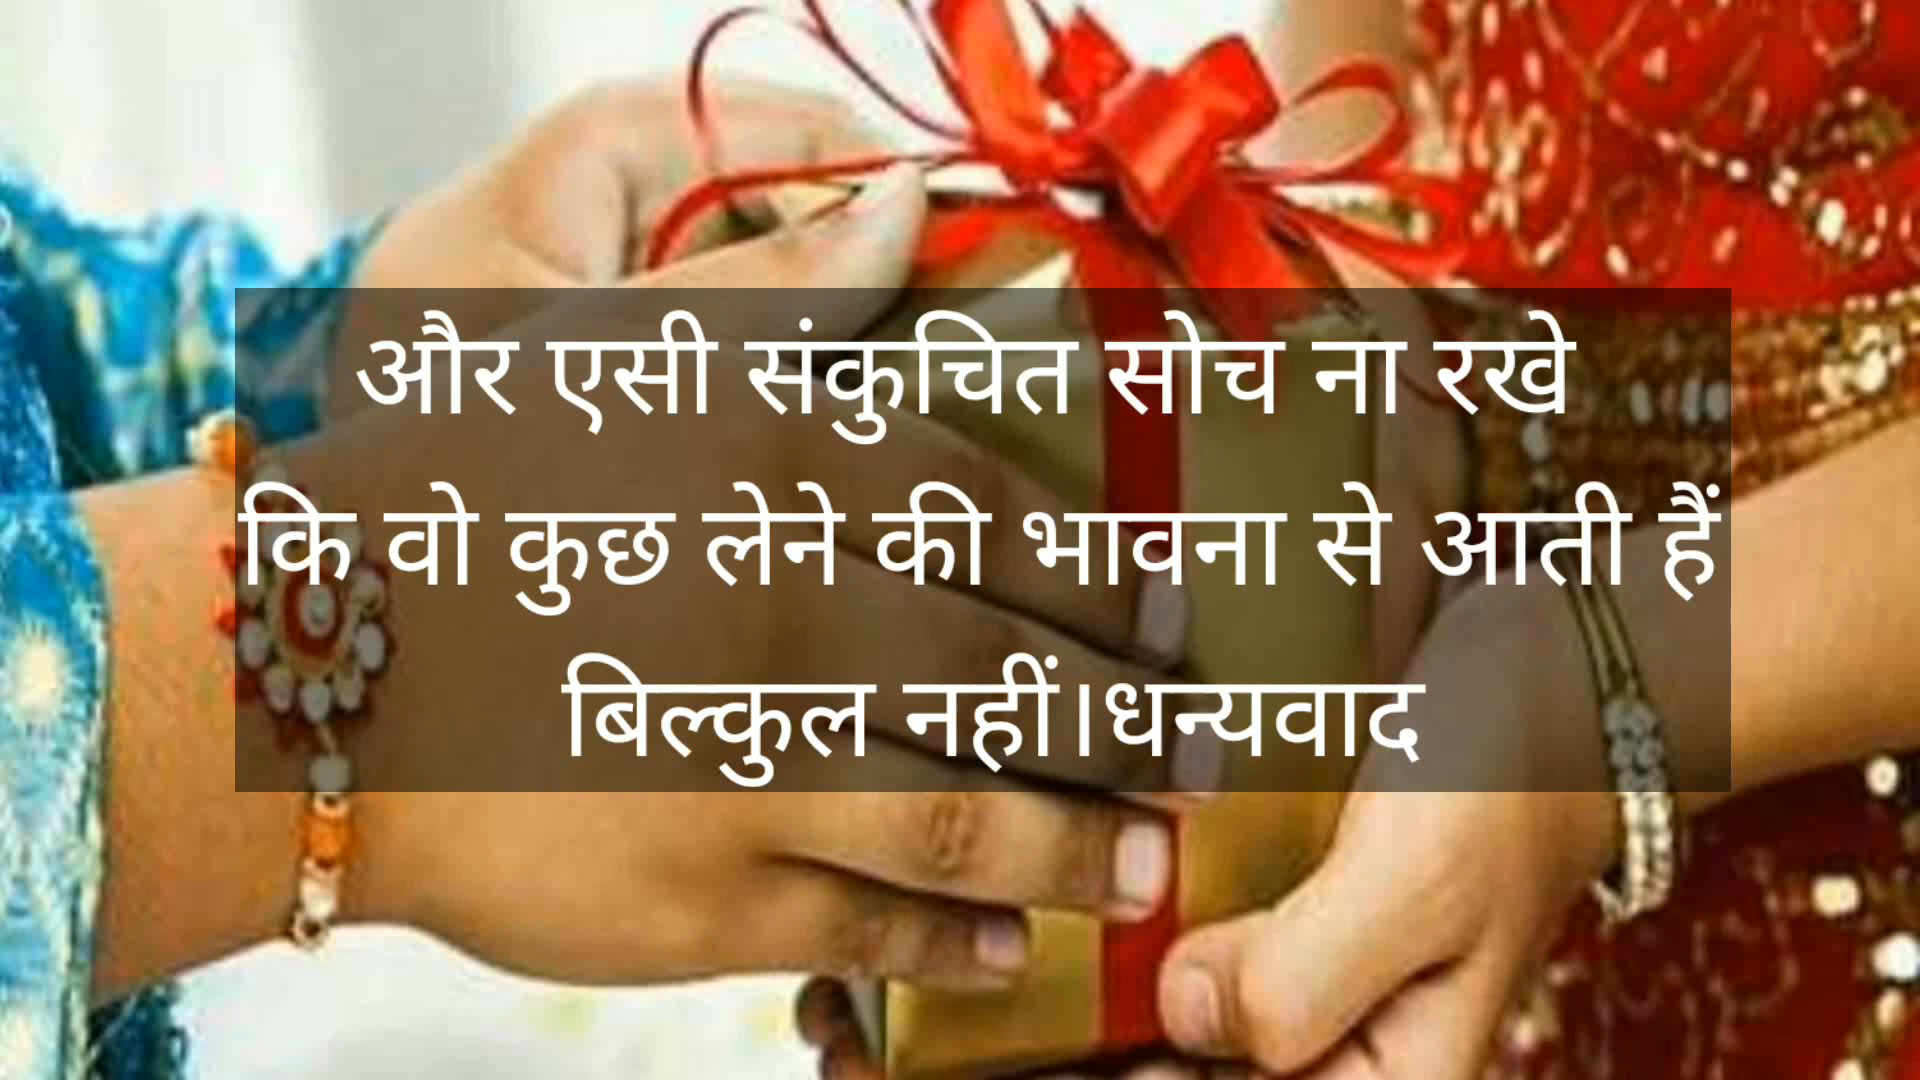 और एसी संकुचित सोच ना रखे
कि वो कुछ लेने की भावना से आती हैं
बिल्कुल नहीं।धन्यवाद